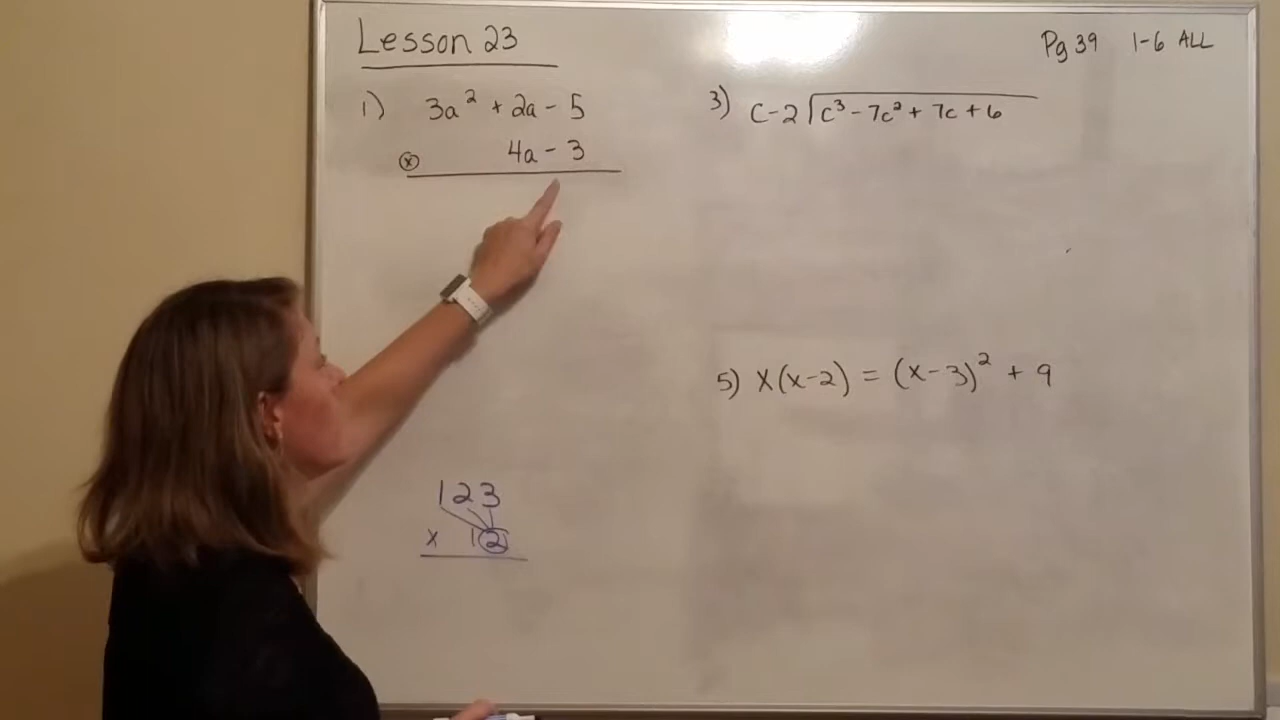 Lesson 23
Pg 39 1-6 ALL
1) 3a² + 2a - 5
ⓧ 4a - 3
3) c-2⟌c³ - 7c² + 7c + 6
5) x(x-2) = (x-3)² + 9
123
x 12